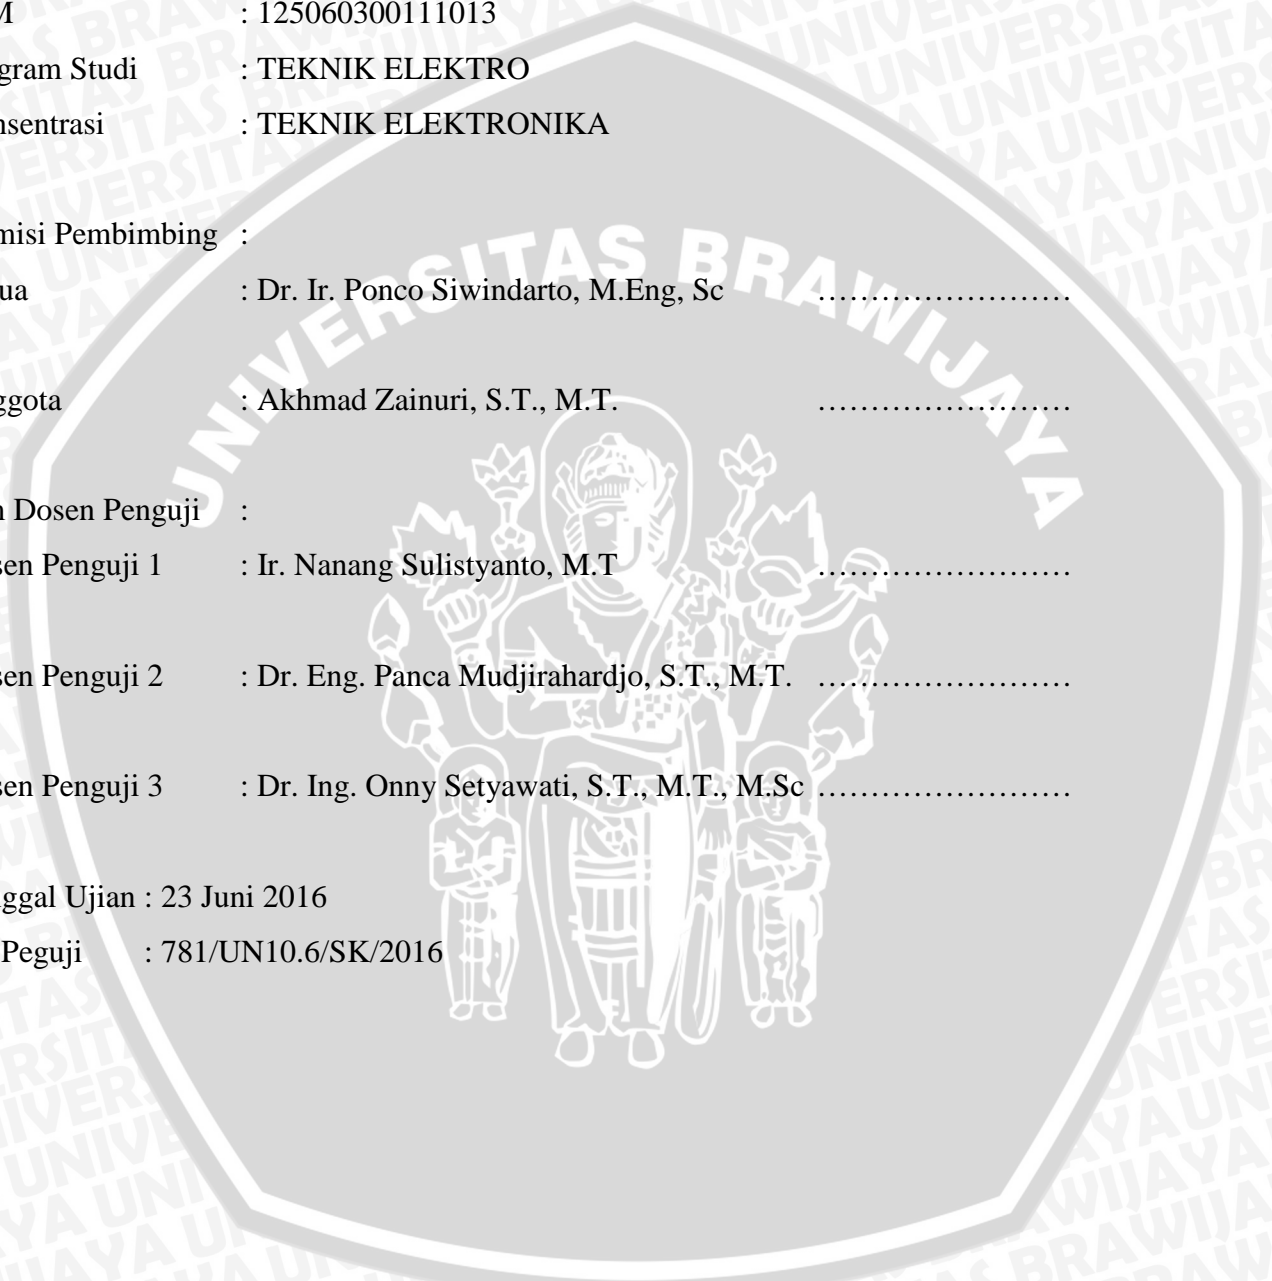 M : 125060300111013
gram Studi : TEKNIK ELEKTRO
nsentrasi : TEKNIK ELEKTRONIKA
misi Pembimbing :
ua : Dr. Ir. Ponco Siwindarto, M.Eng, Sc ........................
ggota : Akhmad Zainuri, S.T., M.T. ........................
n Dosen Penguji :
sen Penguji 1 : Ir. Nanang Sulistyanto, M.T ........................
sen Penguji 2 : Dr. Eng. Panca Mudjirahardjo, S.T., M.T. ........................
sen Penguji 3 : Dr. Ing. Onny Setyawati, S.T., M.T., M.Sc ........................
ggal Ujian : 23 Juni 2016
Peguji : 781/UN10.6/SK/2016
UNIVERSITAS BRAWIJAYA